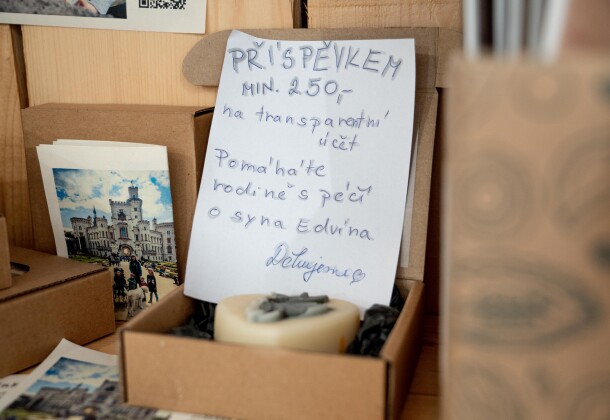 PŘÍSPĚVKEM
MIN. 250,-
na transparentní
účet
Pomáháte
rodině s péčí
o syna Edvína
Děkujeme♡